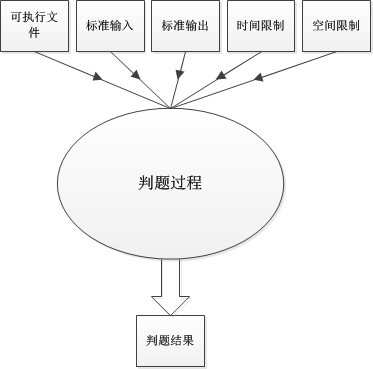 可执行文
件
标准输入
标准输出
时间限制
空间限制
判题过程
判题结果